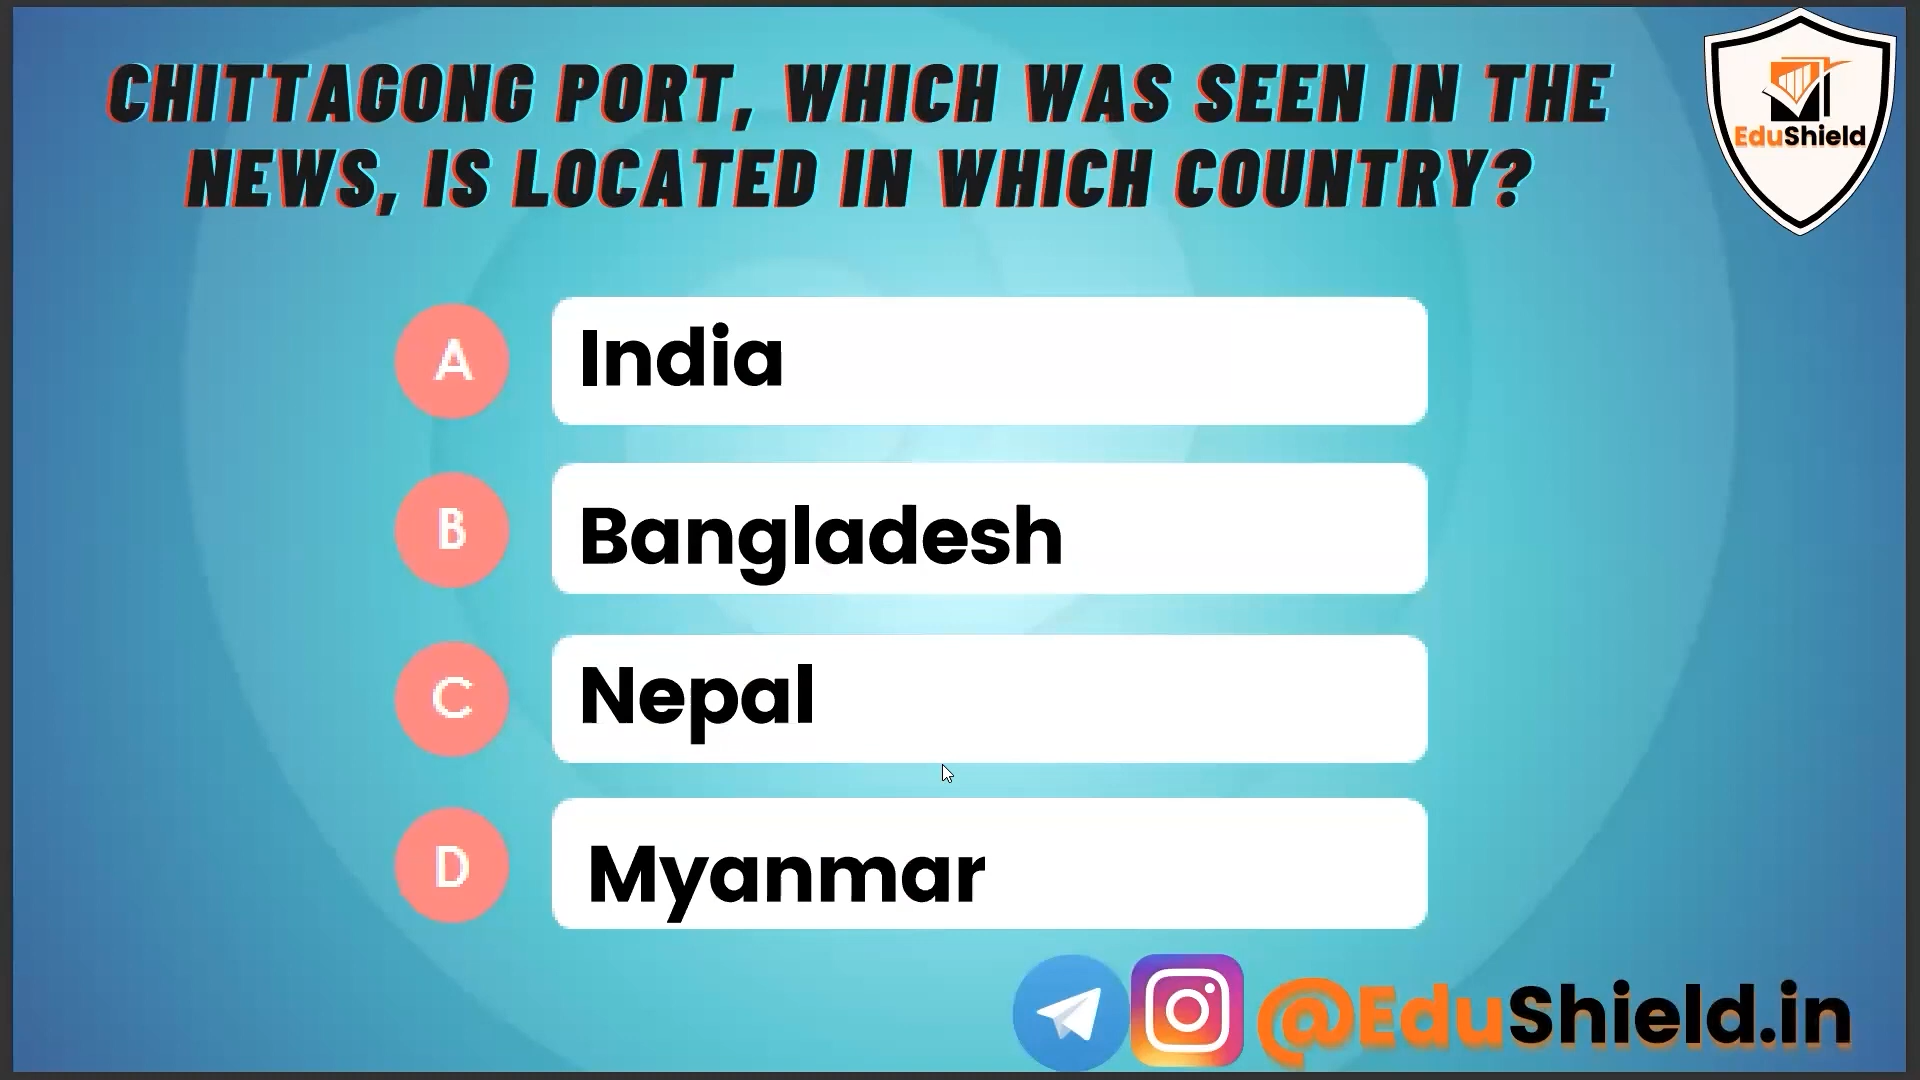 CHITTAGONG PORT, WHICH WAS SEEN IN THE
NEWS, IS LOCATED IN WHICH COUNTRY?
EduShield
A India
B Bangladesh
C Nepal
D Myanmar
@EduShield.in